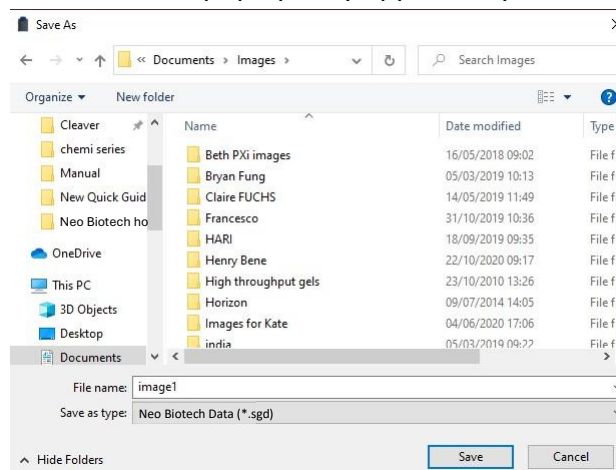 Save As
« Documents › Images ›
Search Images
Organize
New folder
Cleaver
chemi series
Manual
New Quick Guid
Neo Biotech ho
OneDrive
This PC
3D Objects
Desktop
Documents
Name Date modified Type
Beth PXi images 16/05/2018 09:02 File f
Bryan Fung 05/03/2019 10:13 File f
Claire FUCHS 14/05/2019 11:49 File f
Francesco 31/10/2019 10:36 File f
HARI 18/09/2019 09:35 File f
Henry Bene 22/10/2020 09:17 File f
High throughput gels 23/10/2010 13:26 File f
Horizon 09/07/2014 14:05 File f
Images for Kate 04/06/2020 17:06 File f
india 05/03/2019 09:22 File f
File name: image1
Save as type: Neo Biotech Data (*.sgd)
Hide Folders
Save
Cancel